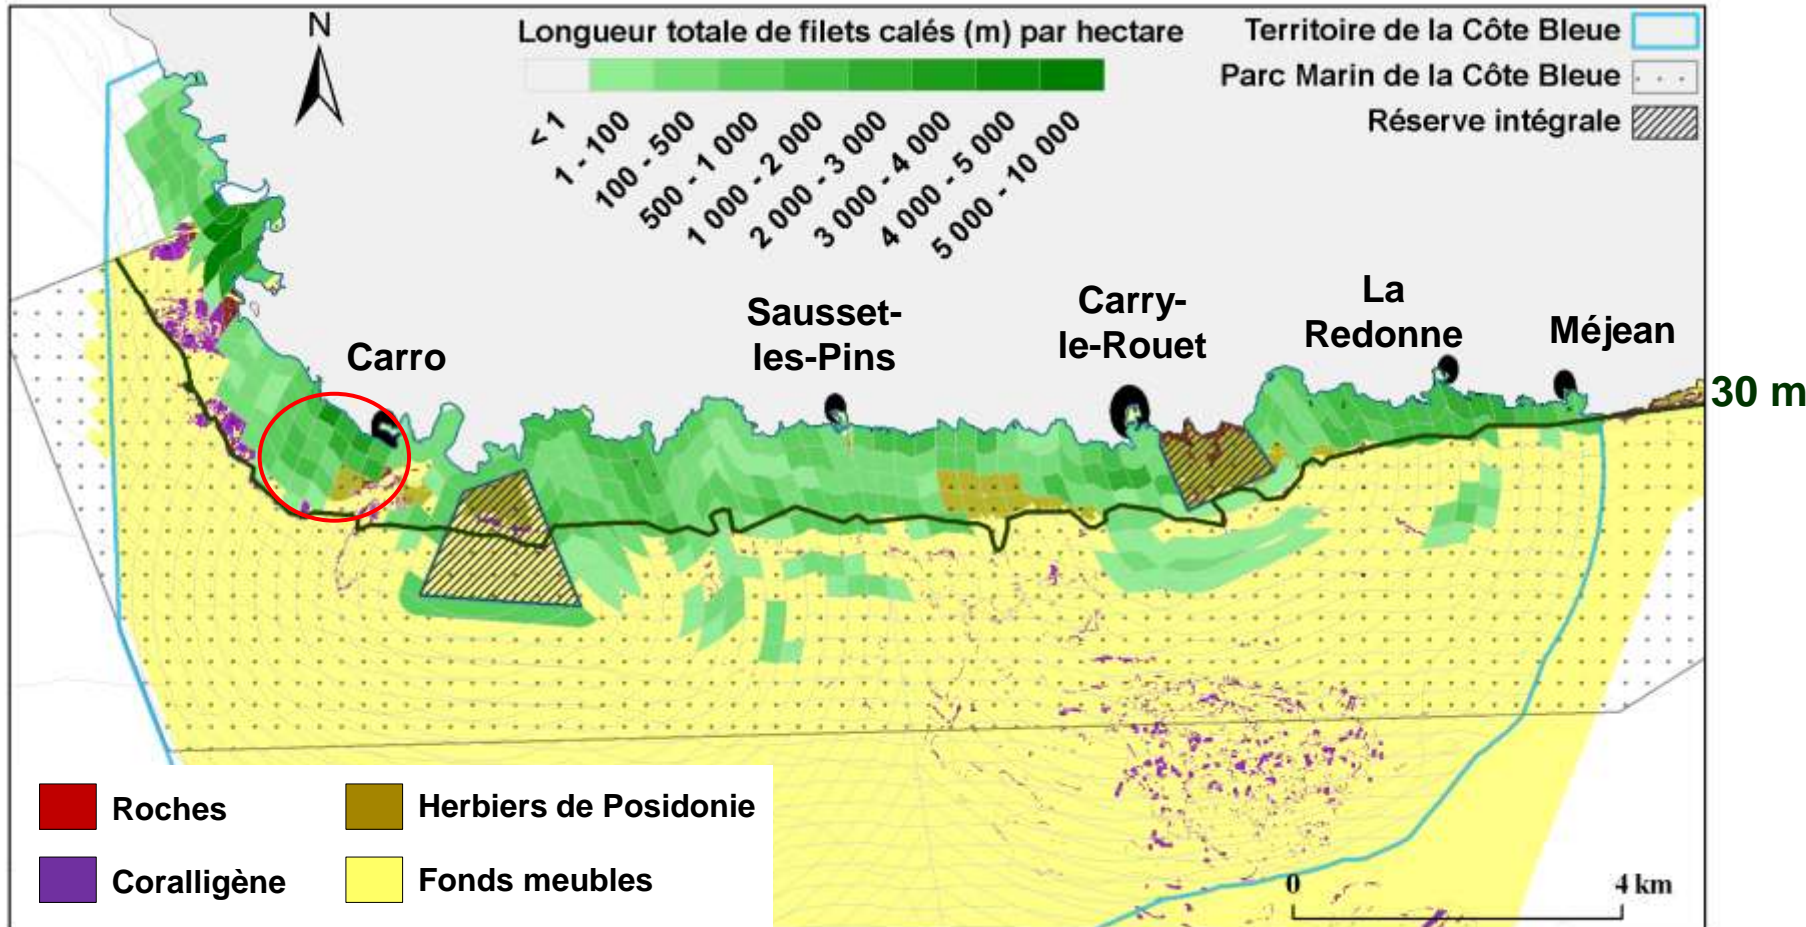 N
Longueur totale de filets calés (m) par hectare
< 1
1 - 100
100 - 500
500 - 1 000
1 000 - 2 000
2 000 - 3 000
3 000 - 4 000
4 000 - 5 000
5 000 - 10 000
Territoire de la Côte Bleue
Parc Marin de la Côte Bleue
Réserve intégrale
Carro
Sausset-
les-Pins
Carry-
le-Rouet
La
Redonne
Méjean
30 m
Roches
Herbiers de Posidonie
Coralligène
Fonds meubles
0
4 km